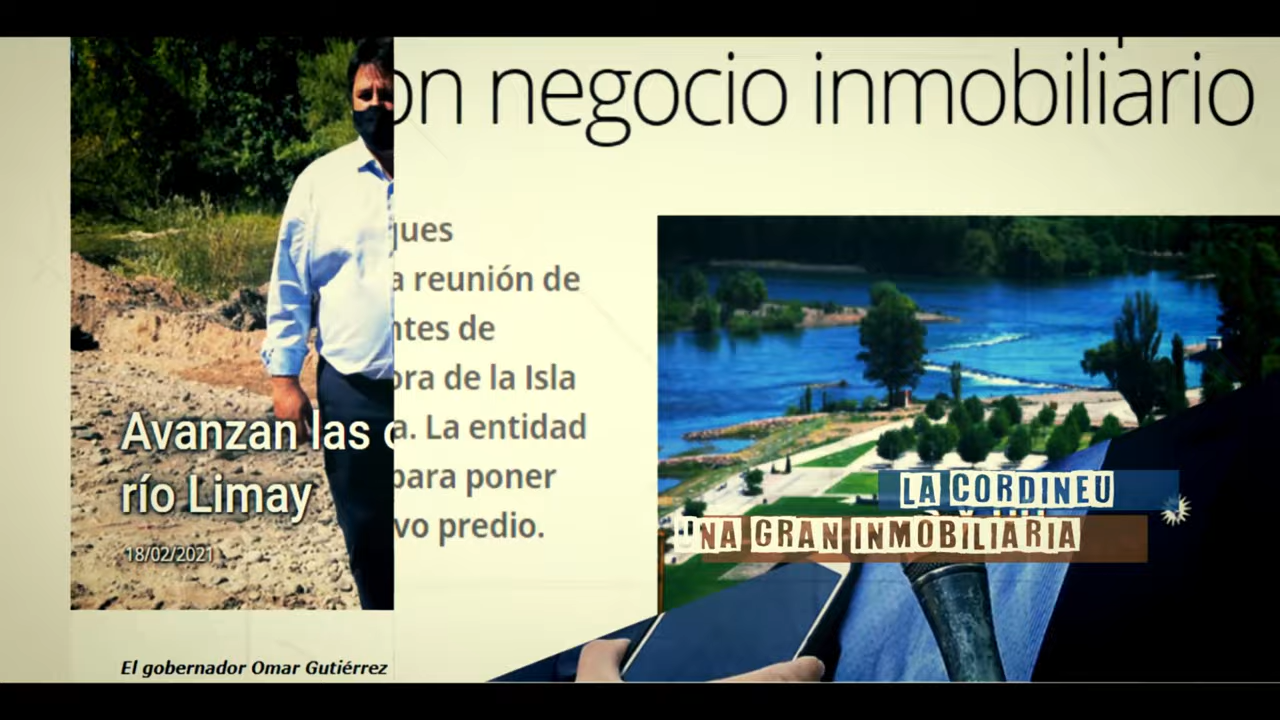 on negocio inmobiliario
ques
a reunión de
ntes de
ora de la Isla
a. La entidad
para poner
vo predio.
Avanzan las
río Limay
18/02/2021
El gobernador Omar Gutiérrez
LA CORDINEU
UNA GRAN INMOBILIARIA